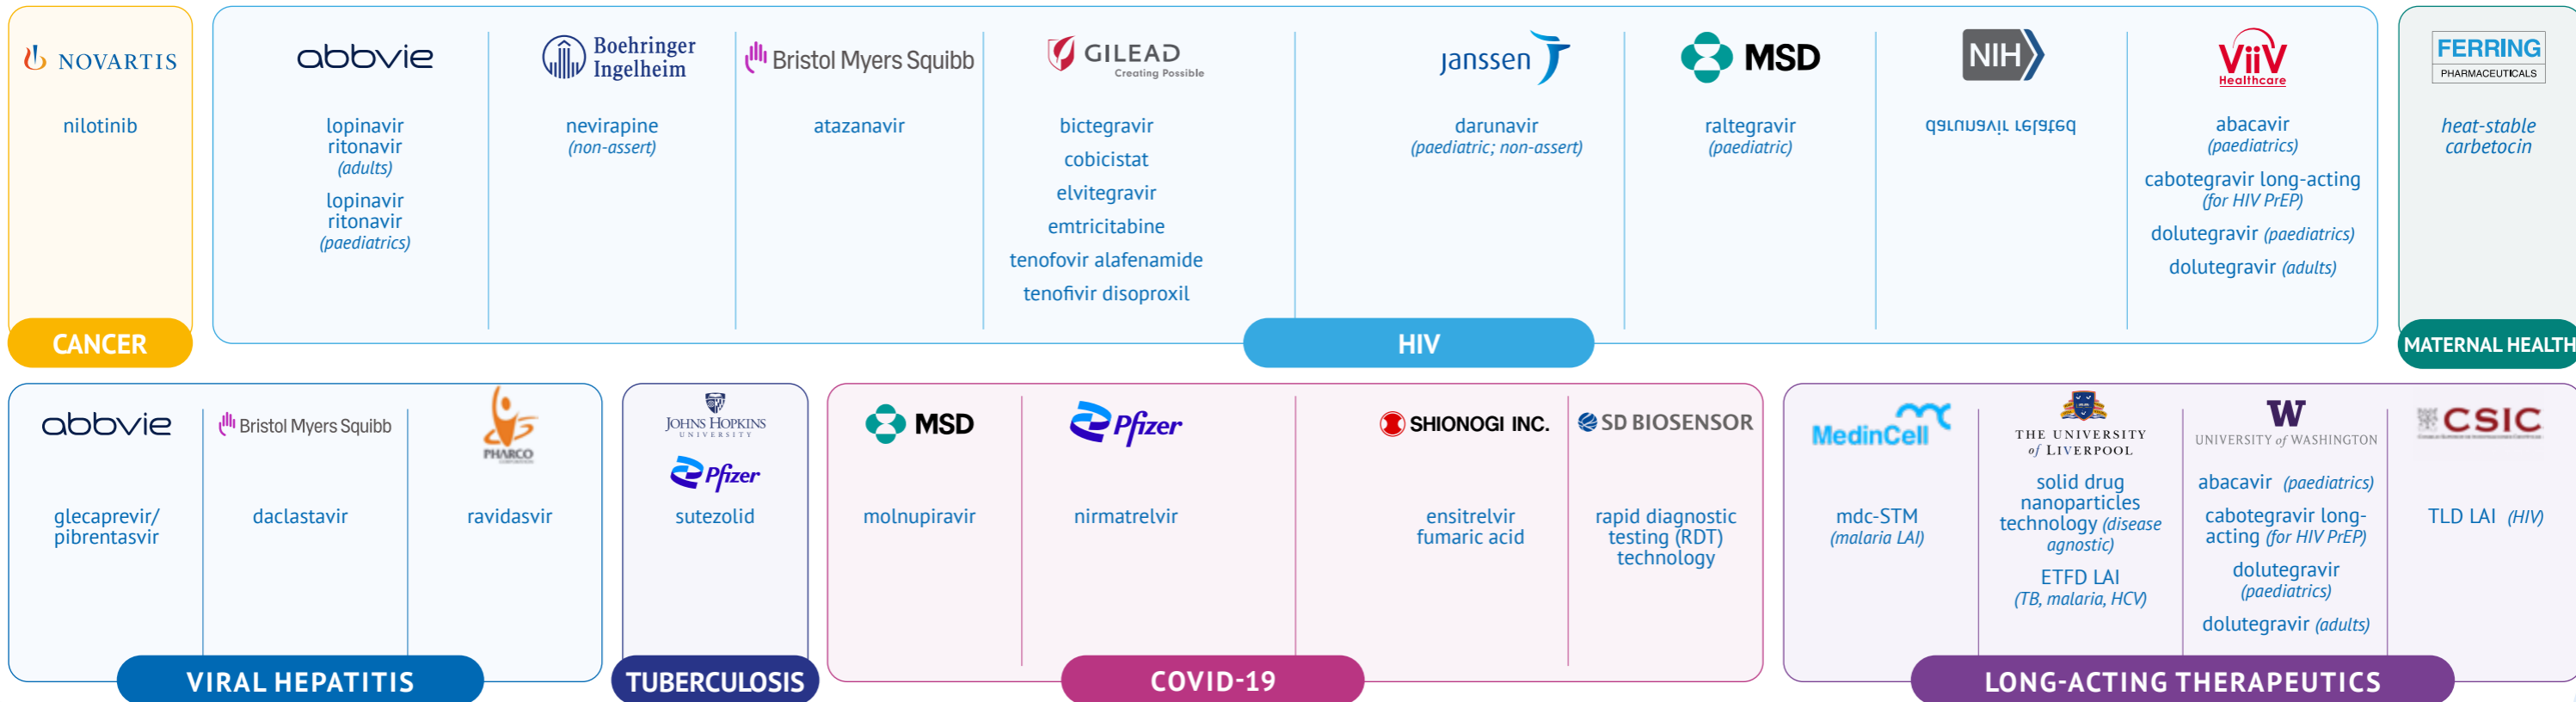 NOVARTIS
nilotinib
CANCER
abbvie
lopinavir
ritonavir
(adults)
lopinavir
ritonavir
(paediatrics)
Boehringer
Ingelheim
nevirapine
(non-assert)
Bristol Myers Squibb
atazanavir
GILEAD
Creating Possible
bictegravir
cobicistat
elvitegravir
emtricitabine
tenofovir alafenamide
tenofivir disoproxil
janssen
darunavir
(paediatric; non-assert)
MSD
raltegravir
(paediatric)
NIH
darunavir related
ViiV
Healthcare
abacavir
(paediatrics)
cabotegravir long-acting
(for HIV PrEP)
dolutegravir (paediatrics)
dolutegravir (adults)
HIV
FERRING
PHARMACEUTICALS
heat-stable
carbetocin
MATERNAL HEALTH
abbvie
glecaprevir/
pibrentasvir
Bristol Myers Squibb
daclastavir
PHARCO
ravidasvir
VIRAL HEPATITIS
JOHNS HOPKINS
UNIVERSITY
Pfizer
sutezolid
TUBERCULOSIS
MSD
molnupiravir
Pfizer
nirmatrelvir
SHIONOGI INC.
ensitrelvir
fumaric acid
SD BIOSENSOR
rapid diagnostic
testing (RDT)
technology
COVID-19
MedinCell
mdc-STM
(malaria LAI)
THE UNIVERSITY
of LIVERPOOL
solid drug
nanoparticles
technology (disease
agnostic)
ETFD LAI
(TB, malaria, HCV)
W
UNIVERSITY of WASHINGTON
abacavir (paediatrics)
cabotegravir long-
acting (for HIV PrEP)
dolutegravir
(paediatrics)
dolutegravir (adults)
CSIC
TLD LAI (HIV)
LONG-ACTING THERAPEUTICS